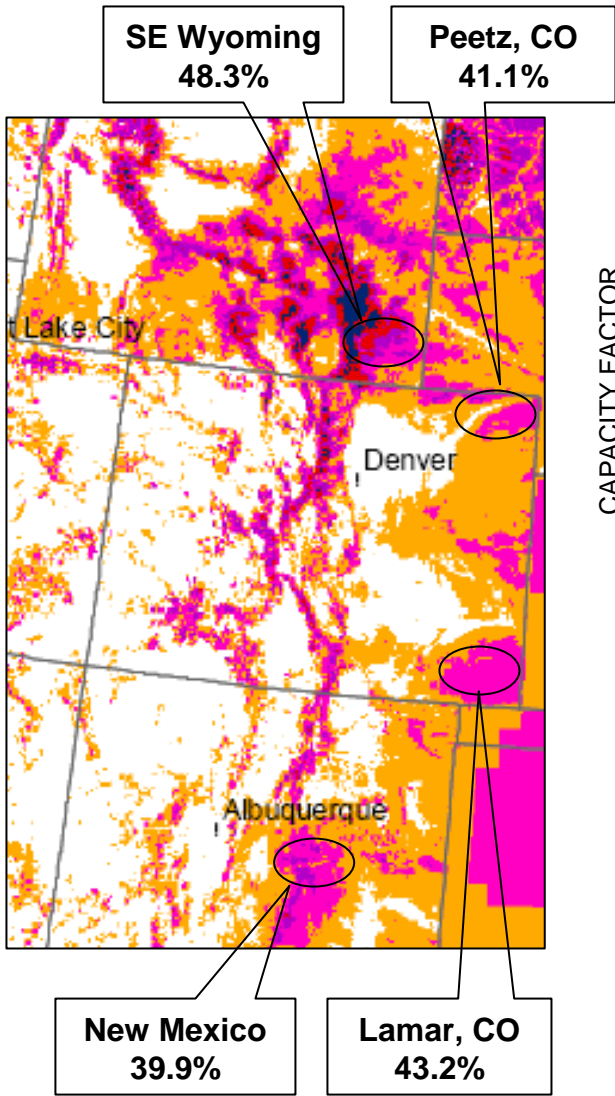 SE Wyoming
48.3%
Peetz, CO
41.1%
CAPACITY FACTOR
t Lake City
Denver
Albuquerque
New Mexico
39.9%
Lamar, CO
43.2%